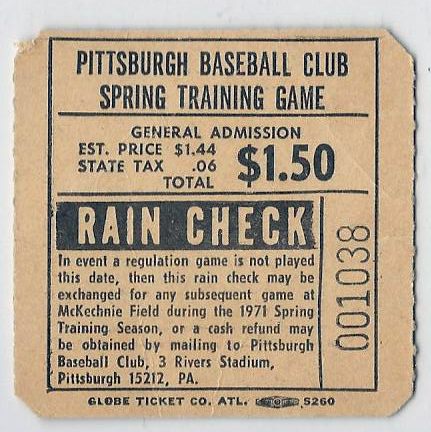 PITTSBURGH BASEBALL CLUB
SPRING TRAINING GAME
GENERAL ADMISSION
EST. PRICE $1.44
STATE TAX .06
TOTAL $1.50
RAIN CHECK
In event a regulation game is not played
this date, then this rain check may be
exchanged for any subsequent game at
McKechnie Field during the 1971 Spring
Training Season, or a cash refund may
be obtained by mailing to Pittsburgh
Baseball Club, 3 Rivers Stadium,
Pittsburgh 15212, PA.
001038
GLOBE TICKET CO. ATL. 5260